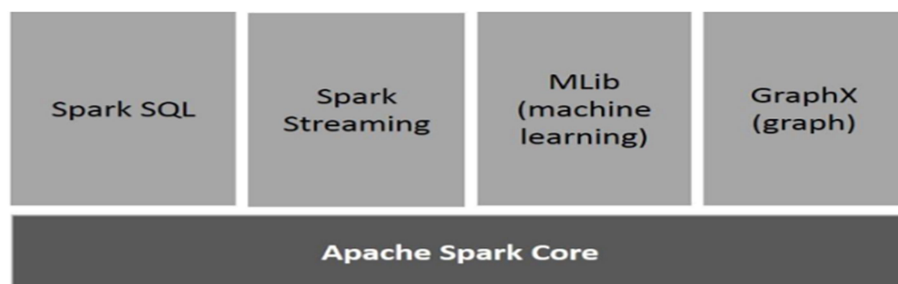 Spark SQL
Spark
Streaming
MLib
(machine
learning)
GraphX
(graph)
Apache Spark Core